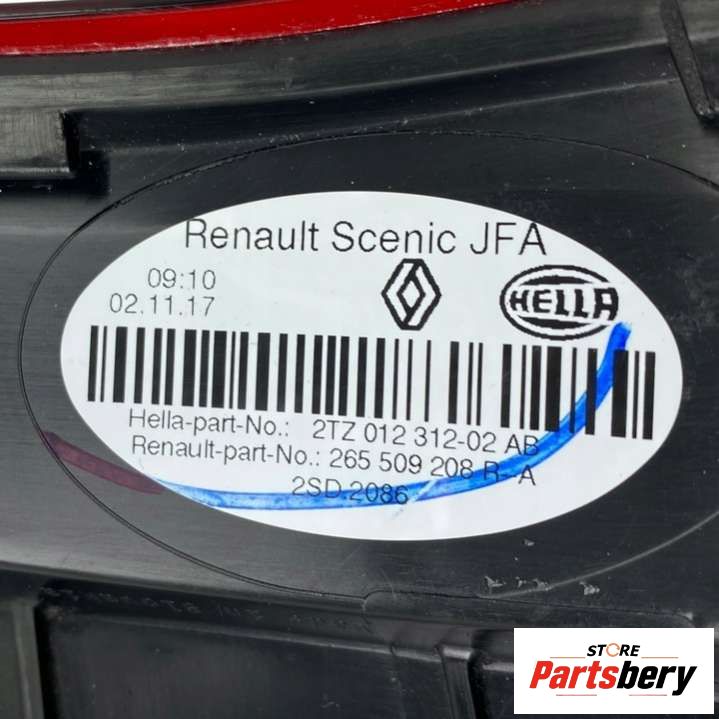 Renault Scenic JFA
09:10
02.11.17
HELLA
Hella-part-No.: 2TZ 012 312-02 AB
Renault-part-No.: 265 509 208 R--A
2SD.2086
STORE
Partsbery